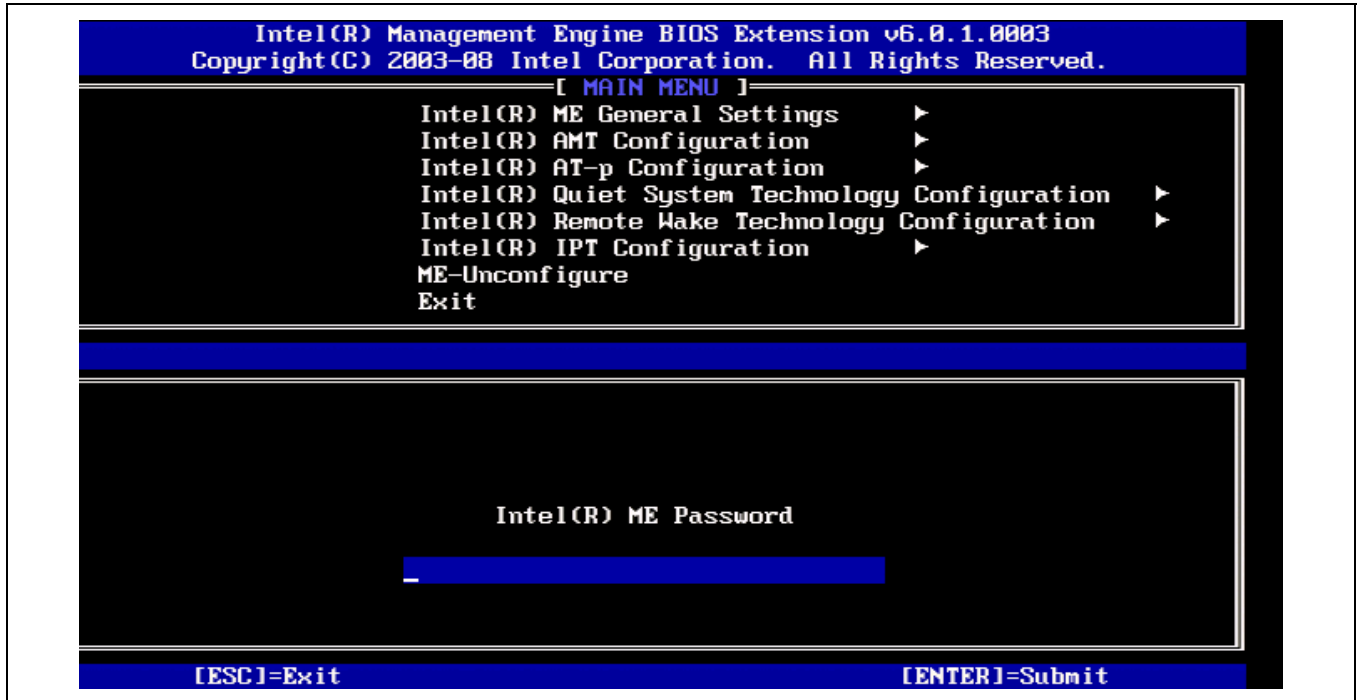 Intel(R) Management Engine BIOS Extension v6.0.1.0003
Copyright(C) 2003-08 Intel Corporation. All Rights Reserved.
[ MAIN MENU ]
Intel(R) ME General Settings ►
Intel(R) AMT Configuration ►
Intel(R) AT-p Configuration ►
Intel(R) Quiet System Technology Configuration ►
Intel(R) Remote Wake Technology Configuration ►
Intel(R) IPT Configuration ►
ME-Unconfigure
Exit
Intel(R) ME Password
_
[ESC]=Exit [ENTER]=Submit